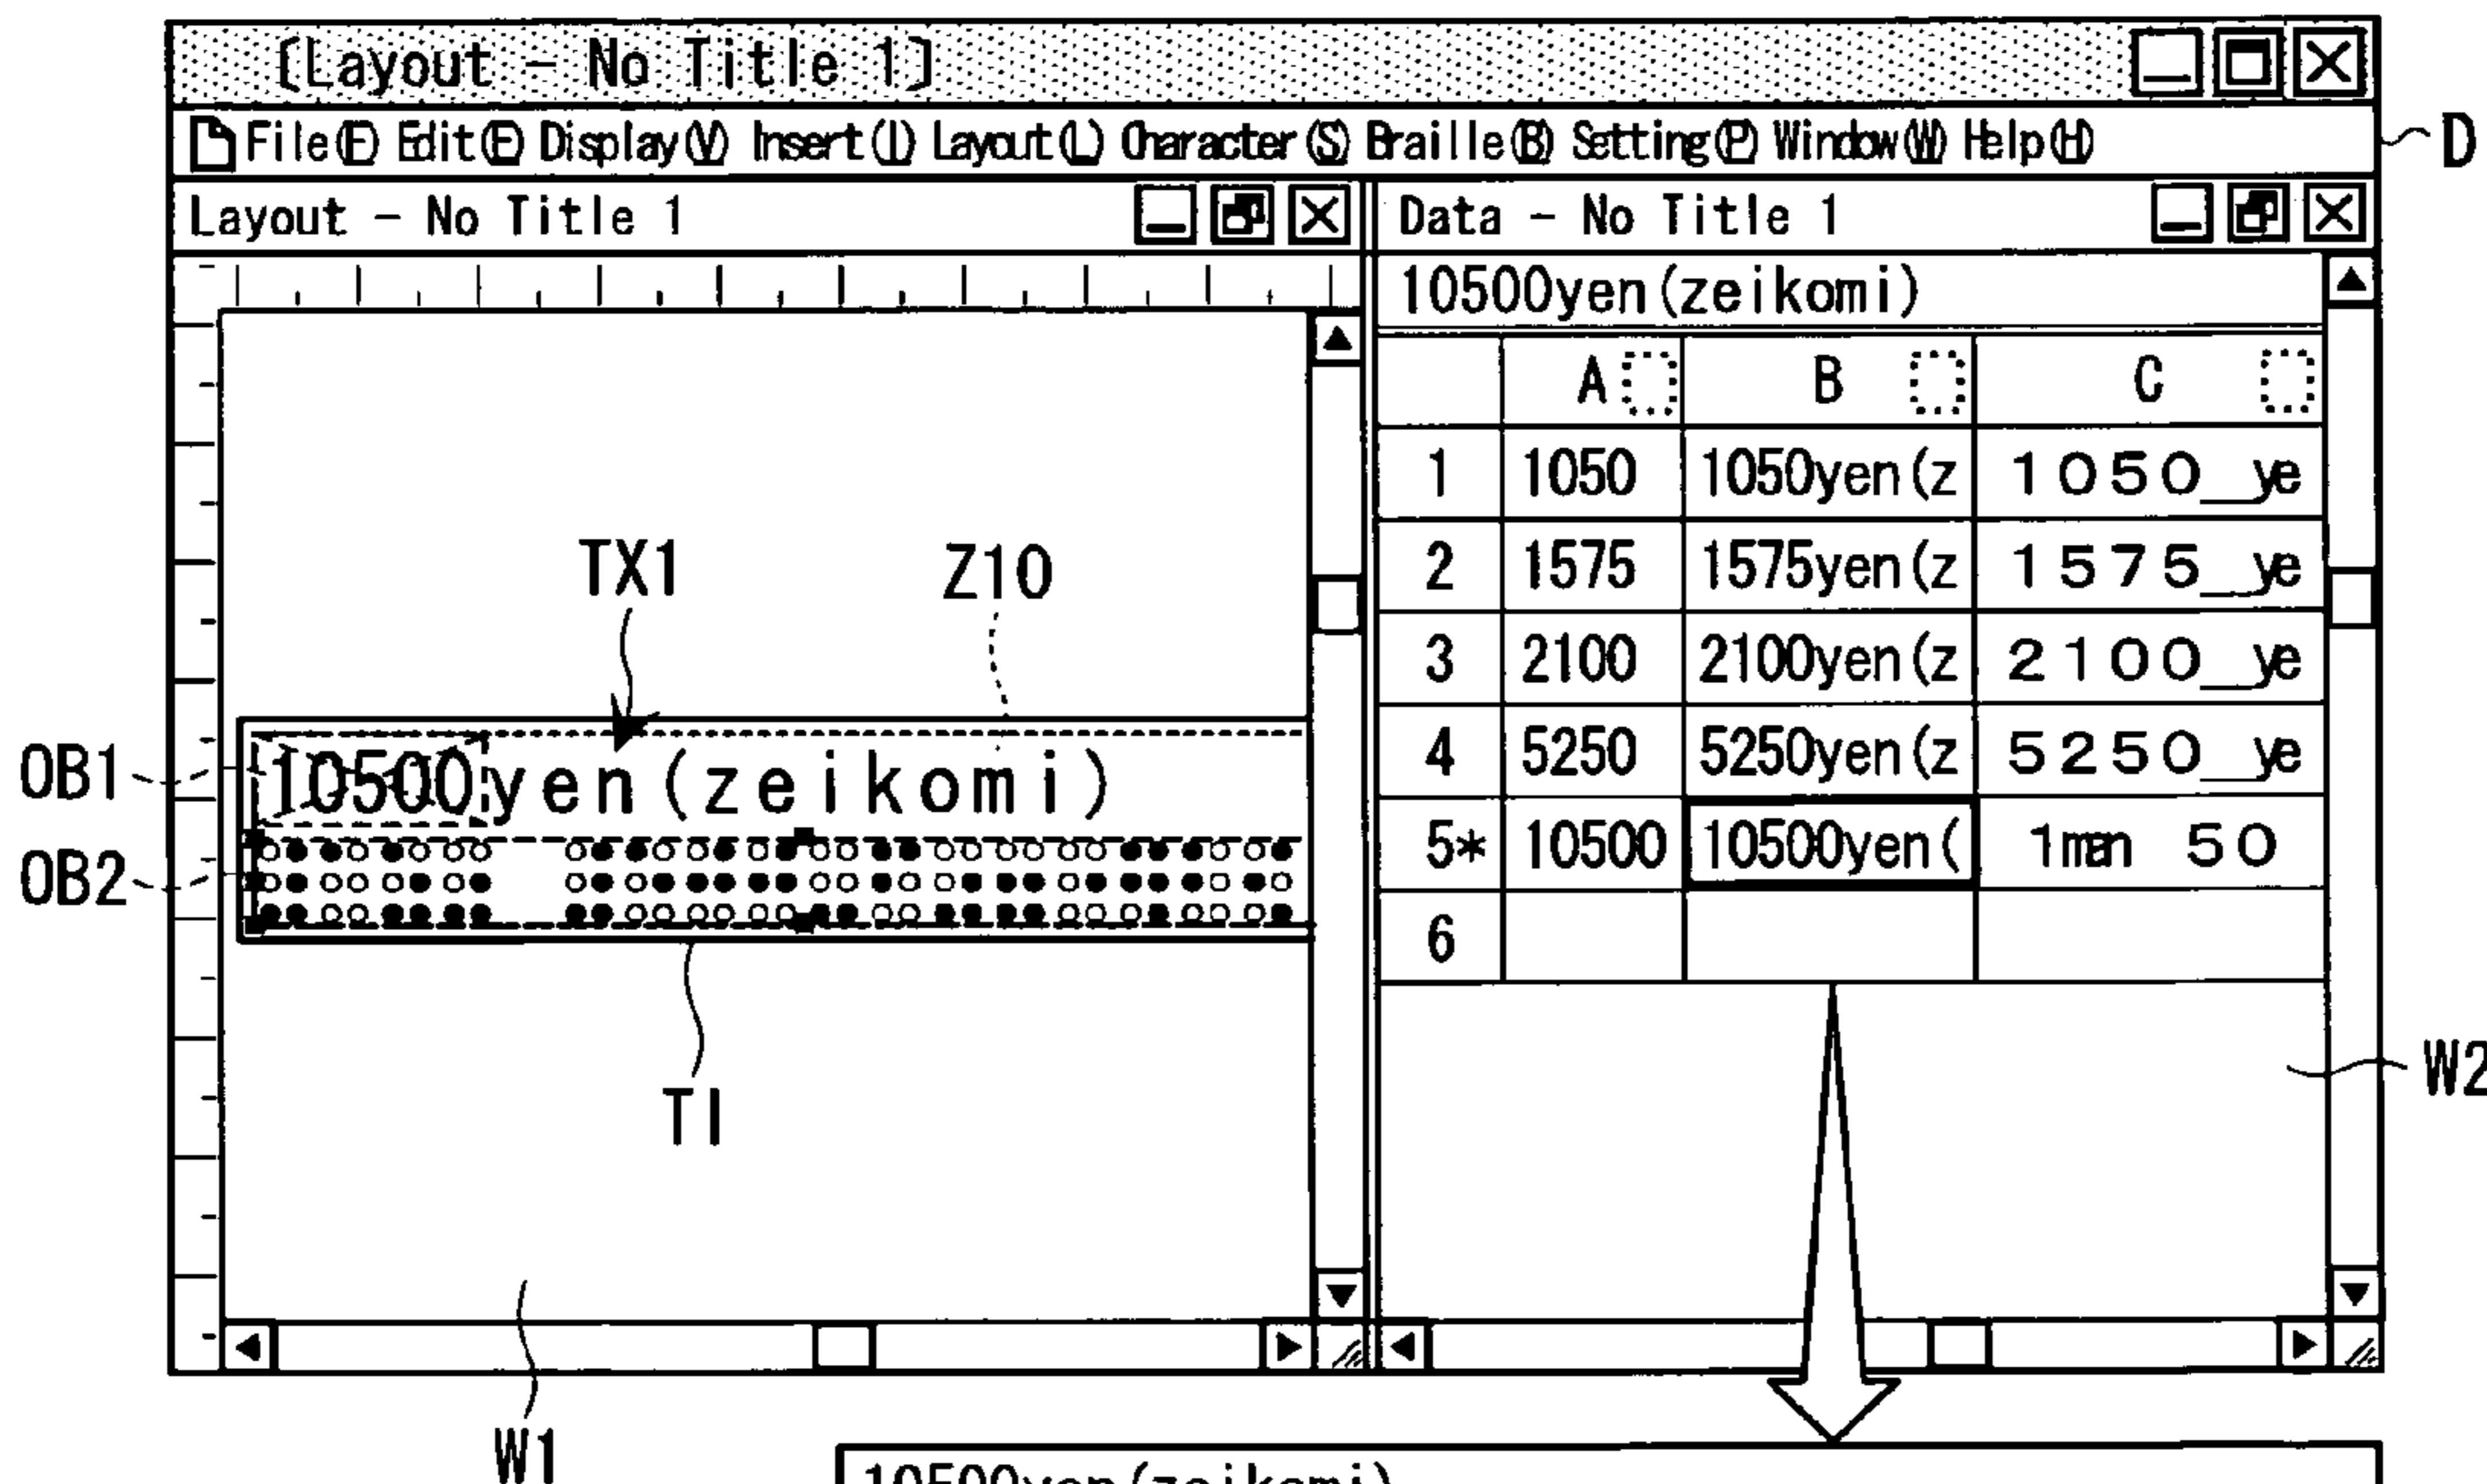 [Layout - No Title 1]
File(F) Edit(E) Display(V) Insert(I) Layout(L) Character(S) Braille(B) Setting(P) Window(W) Help(H)
D
Layout - No Title 1
Data - No Title 1
10500yen(zeikomi)
A B C
1 1050 1050yen(z 1050_ye
2 1575 1575yen(z 1575_ye
3 2100 2100yen(z 2100_ye
4 5250 5250yen(z 5250_ye
5* 10500 10500yen( 1man 50
6
TX1
Z10
OB1
10500yen(zeikomi)
OB2
T1
W2
W1
10500yen(zeikomi)